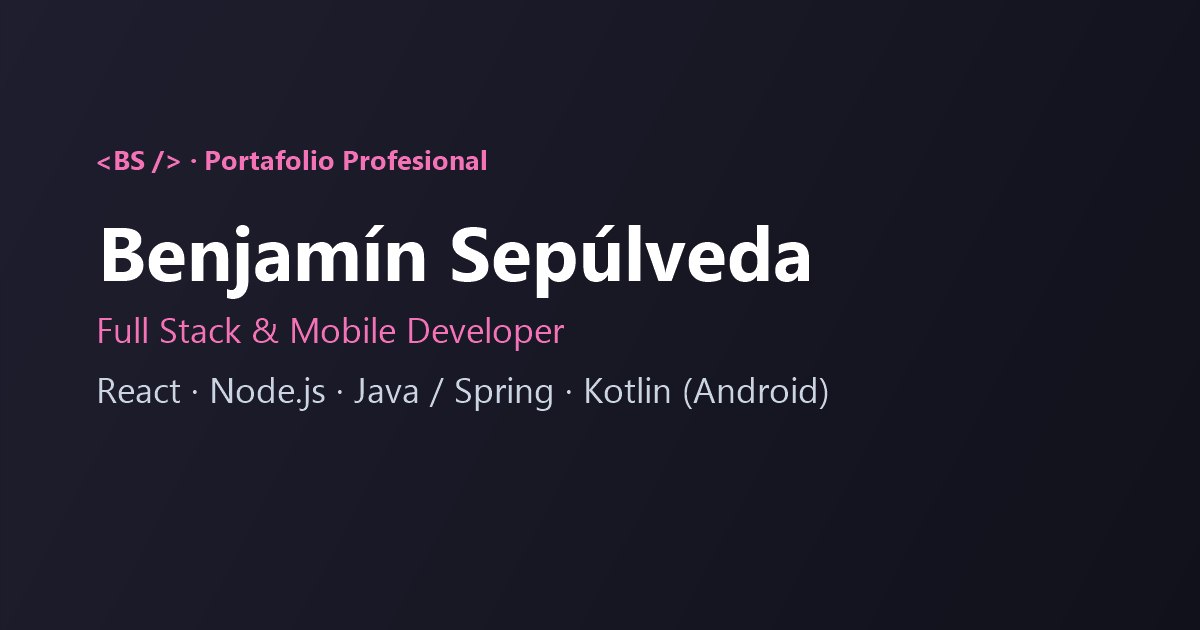 <BS /> · Portafolio Profesional
Benjamín Sepúlveda
Full Stack & Mobile Developer
React · Node.js · Java / Spring · Kotlin (Android)